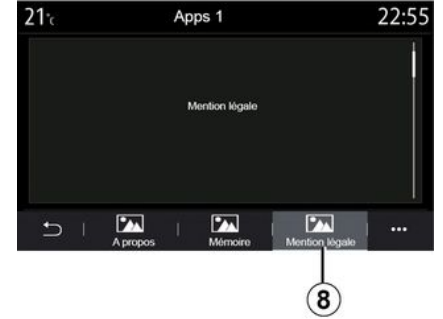 21°c Apps 1 22:55
Mention légale
A propos Mémoire Mention légale
8